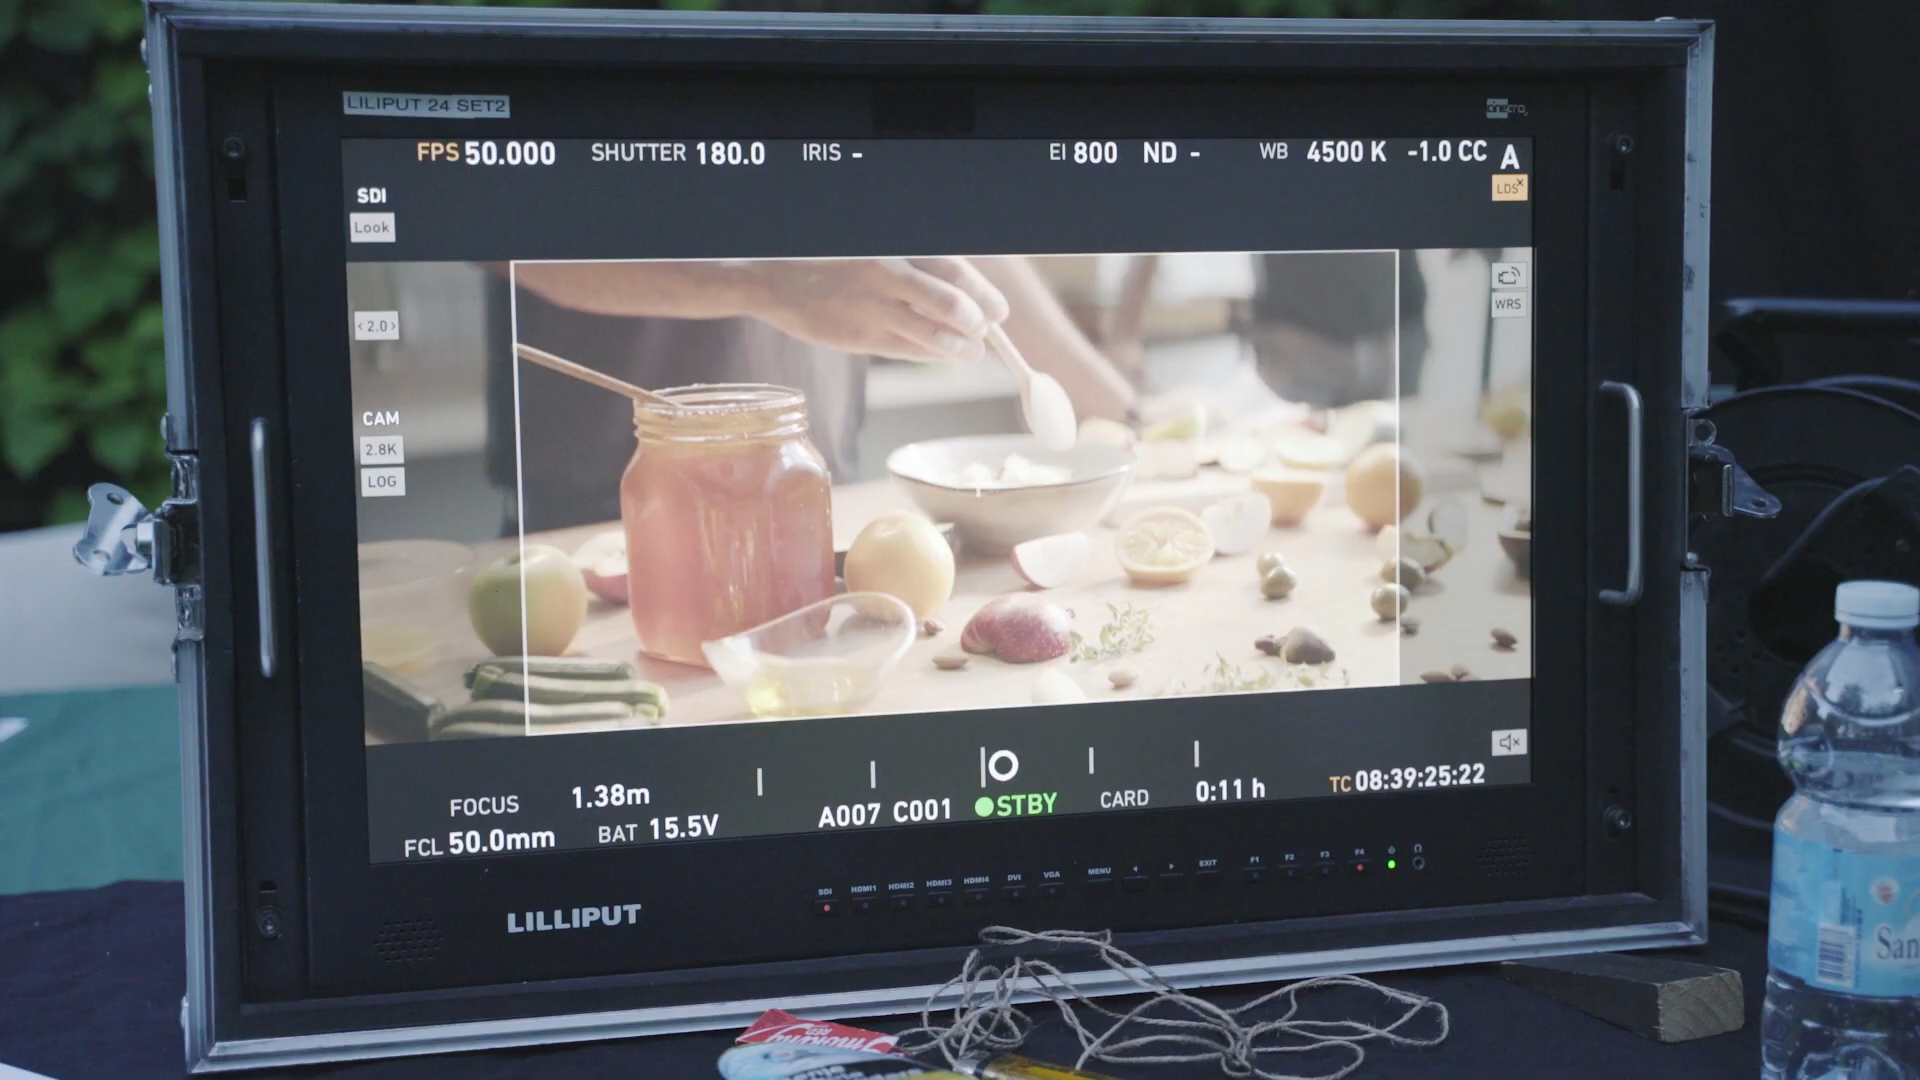 LILIPUT 24 SET2
FPS 50.000 SHUTTER 180.0 IRIS - EI 800 ND - WB 4500 K -1.0 CC A
LDS
SDI
Look
<2.0>
WRS
CAM
2.8K
LOG
FOCUS 1.38m
FCL 50.0mm BAT 15.5V
A007 C001 STBY CARD 0:11 h TC 08:39:25:22
SDI HDMI1 HDMI2 HDMI3 HDMI4 DVI VGA MENU EXIT F1 F2 F3 F4
LILLIPUT
San